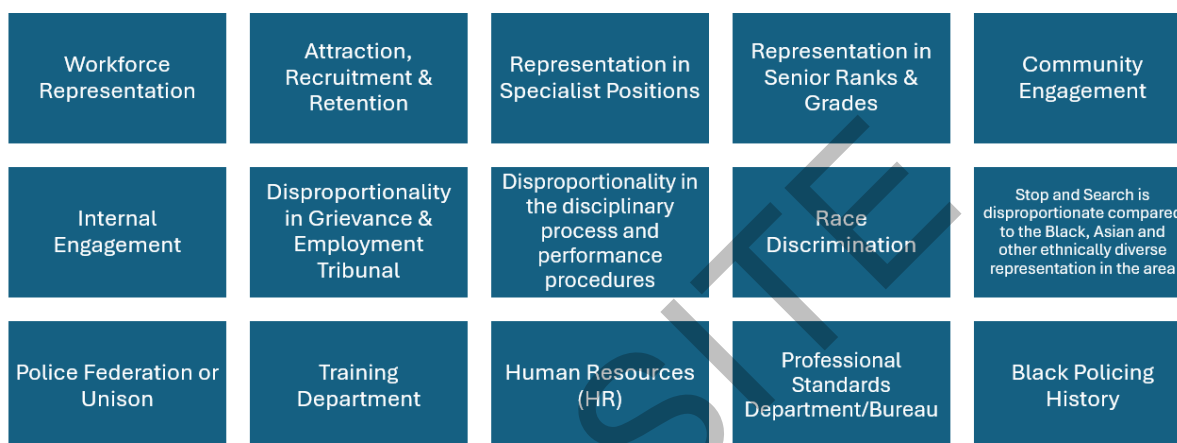 Workforce
Representation
Attraction,
Recruitment &
Retention
Representation in
Specialist Positions
Representation in
Senior Ranks &
Grades
Community
Engagement
Internal
Engagement
Disproportionality
in Grievance &
Employment
Tribunal
Disproportionality in
the disciplinary
process and
performance
procedures
Race
Discrimination
Stop and Search is
disproportionate compared
to the Black, Asian and
other ethnically diverse
representation in the area
Police Federation or
Unison
Training
Department
Human Resources
(HR)
Professional
Standards
Department/Bureau
Black Policing
History
SITE